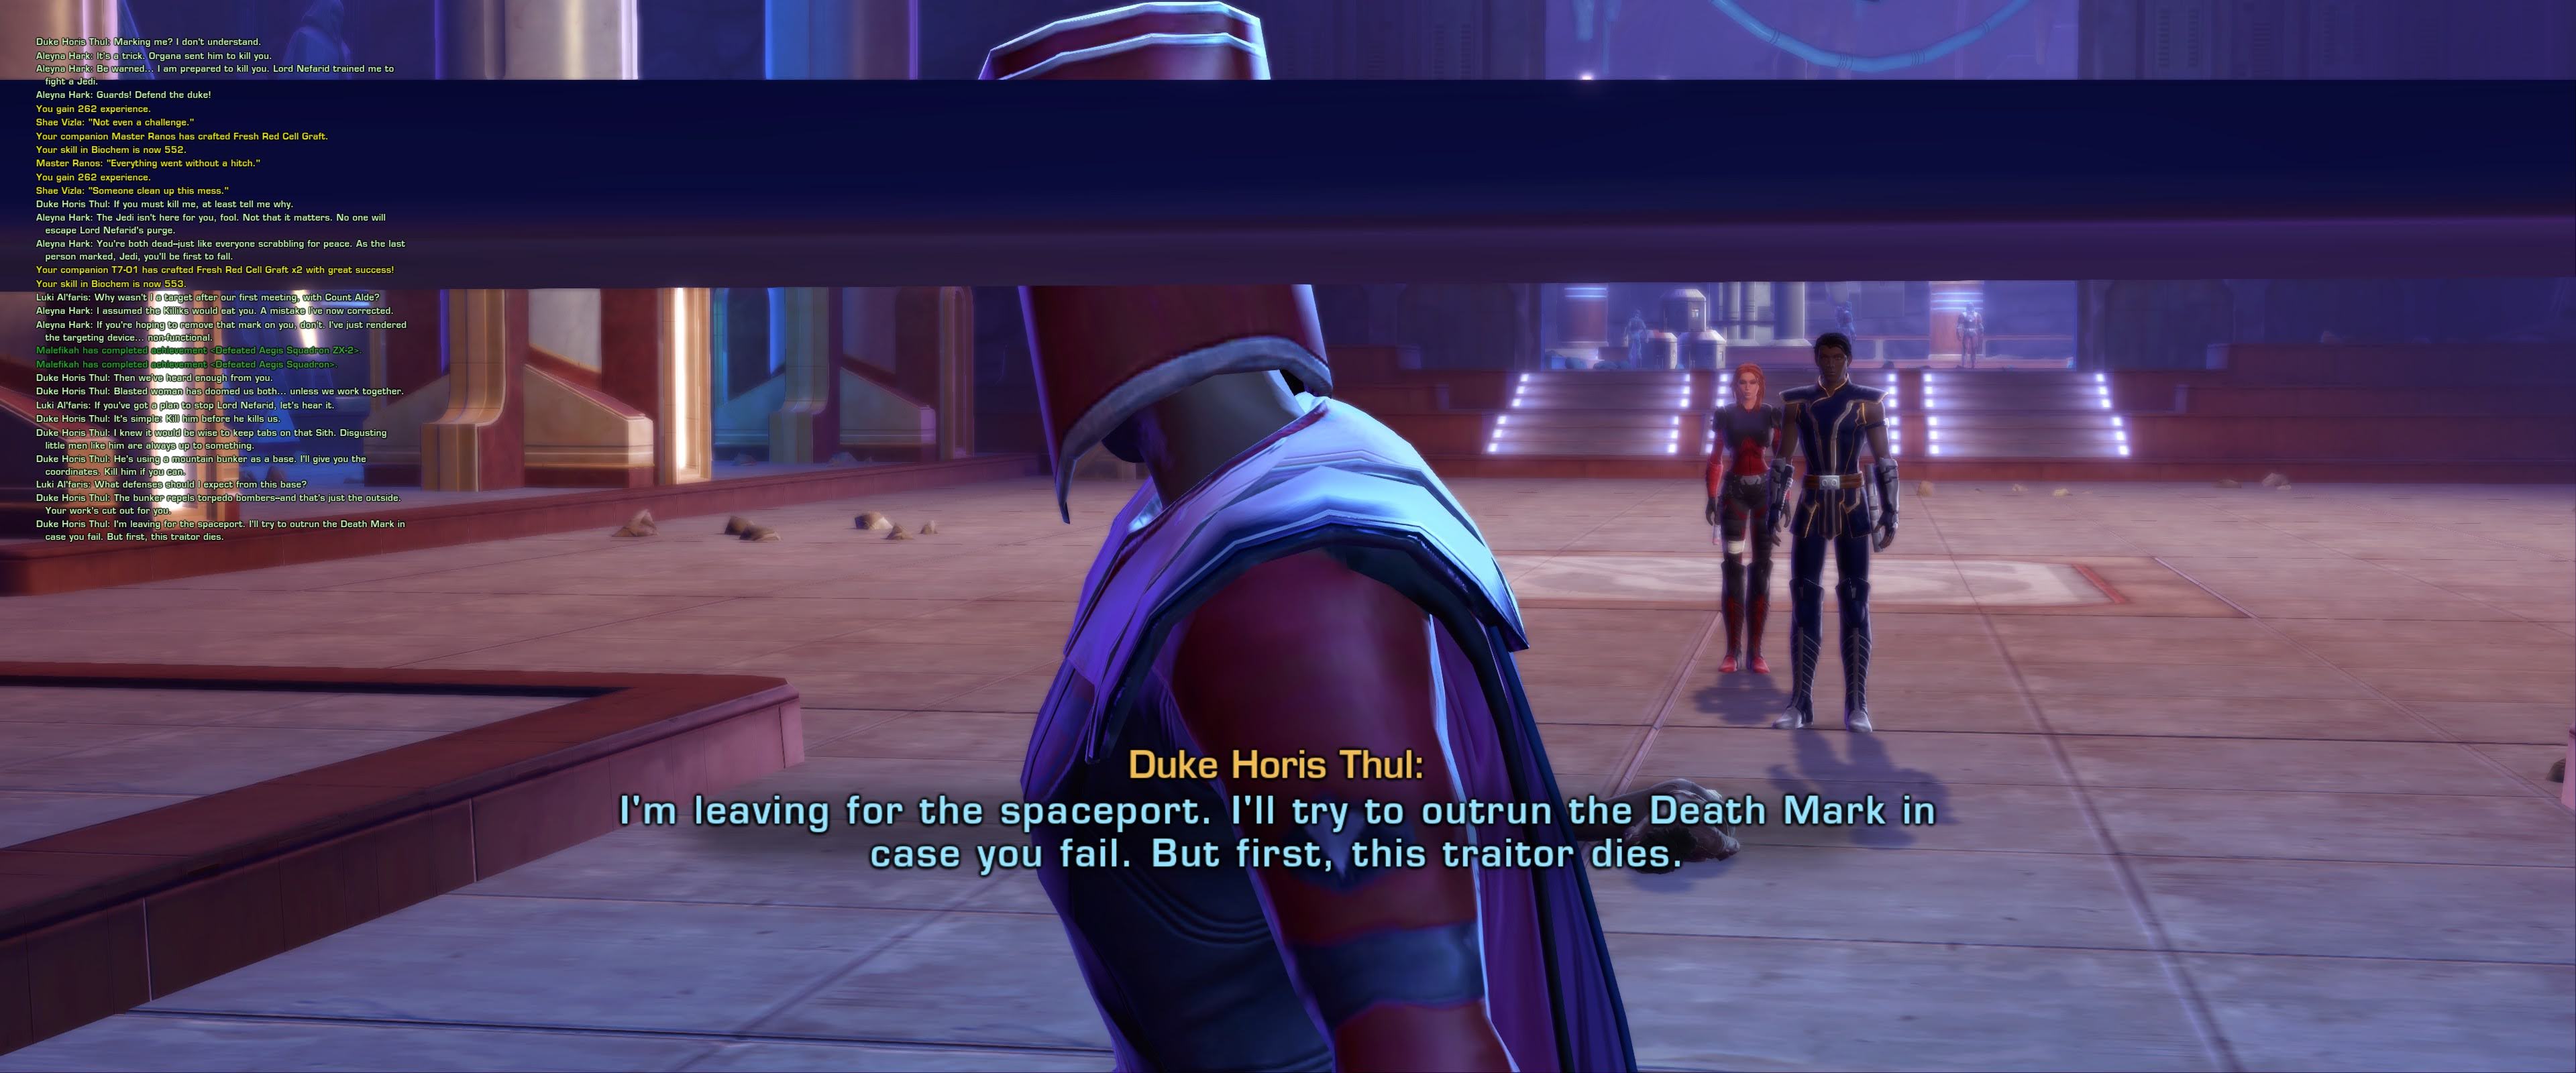 Duke Horis Thul: Marking me? I don't understand.
Aleyna Hark: It's a trick. Organa sent him to kill you.
Aleyna Hark: Be warned... I am prepared to kill you. Lord Nefarid trained me to
fight a Jedi.
Aleyna Hark: Guards! Defend the duke!
You gain 262 experience.
Shae Vizla: "Not even a challenge."
Your companion Master Ranos has crafted Fresh Red Cell Graft.
Your skill in Biochem is now 552.
Master Ranos: "Everything went without a hitch."
You gain 262 experience.
Shae Vizla: "Someone clean up this mess."
Duke Horis Thul: If you must kill me, at least tell me why.
Aleyna Hark: The Jedi isn't here for you, fool. Not that it matters. No one will
escape Lord Nefarid's purge.
Aleyna Hark: You're both dead—just like everyone scrabbling for peace. As the last
person marked, Jedi, you'll be first to fall.
Your companion T7-01 has crafted Fresh Red Cell Graft x2 with great success!
Your skill in Biochem is now 553.
Luki Al'faris: Why wasn't I a target after our first meeting, with Count Alde?
Aleyna Hark: I assumed the Killiks would eat you. A mistake I've now corrected.
Aleyna Hark: If you're hoping to remove that mark on you, don't. I've just rendered
the targeting device... non-functional.
Malefikah has completed achievement <Defeated Aegis Squadron ZX-2>.
Malefikah has completed achievement <Defeated Aegis Squadron>.
Duke Horis Thul: Then we've heard enough from you.
Duke Horis Thul: Blasted woman has doomed us both... unless we work together.
Luki Al'faris: If you've got a plan to stop Lord Nefarid, let's hear it.
Duke Horis Thul: It's simple: Kill him before he kills us.
Duke Horis Thul: I knew it would be wise to keep tabs on that Sith. Disgusting
little men like him are always up to something.
Duke Horis Thul: He's using a mountain bunker as a base. I'll give you the
coordinates. Kill him if you can.
Luki Al'faris: What defenses should I expect from this base?
Duke Horis Thul: The bunker repels torpedo bombers—and that's just the outside.
Your work's cut out for you.
Duke Horis Thul: I'm leaving for the spaceport. I'll try to outrun the Death Mark in
case you fail. But first, this traitor dies.
Duke Horis Thul:
I'm leaving for the spaceport. I'll try to outrun the Death Mark in
case you fail. But first, this traitor dies.